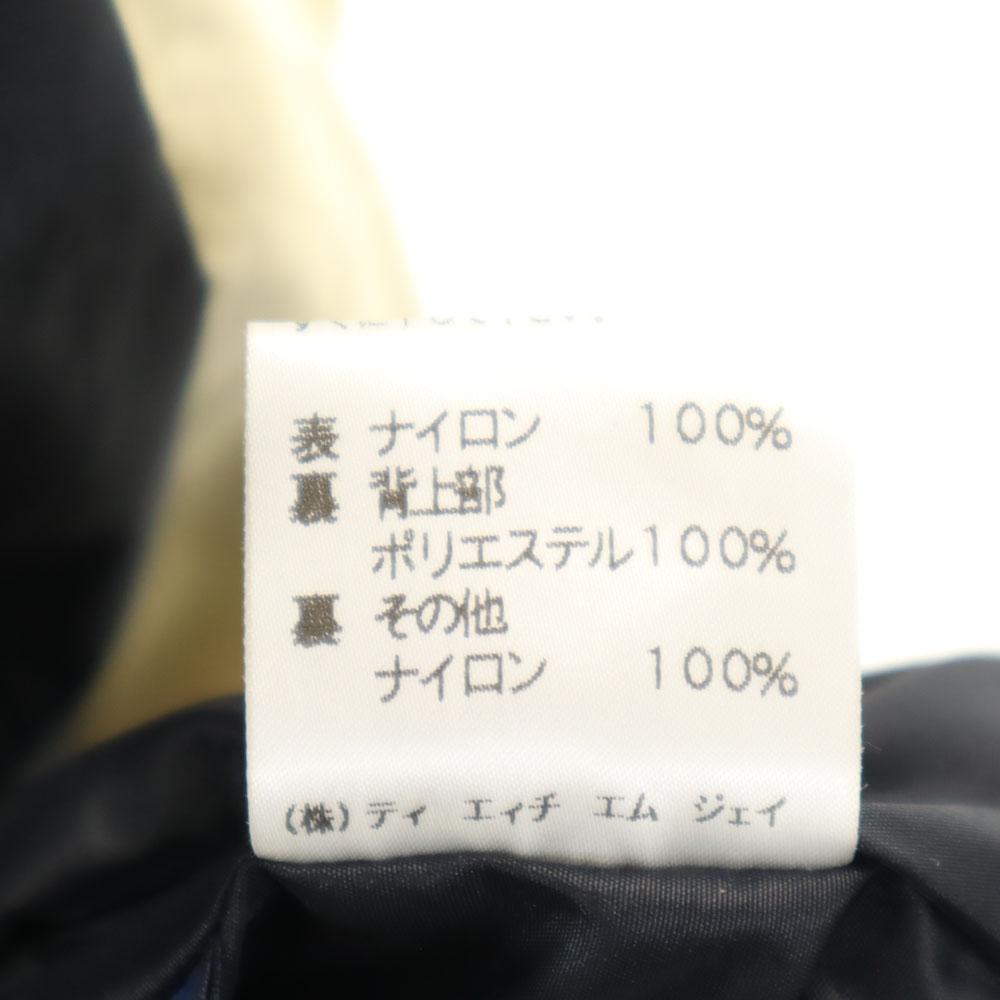 表 ナイロン 100%
裏 背上部
ポリエステル100%
裏 その他
ナイロン 100%
(株) ティ エイチ エム ジェイ